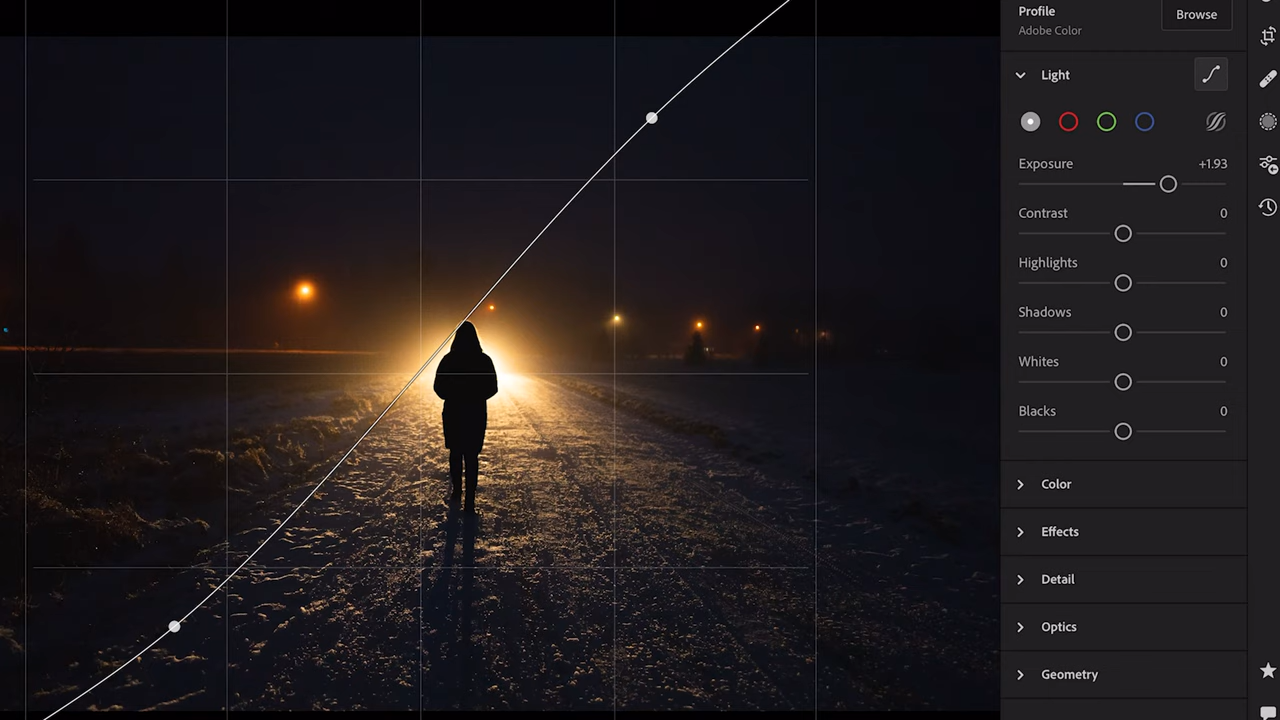 Profile
Browse
Adobe Color
Light
Exposure +1.93
Contrast 0
Highlights 0
Shadows 0
Whites 0
Blacks 0
Color
Effects
Detail
Optics
Geometry